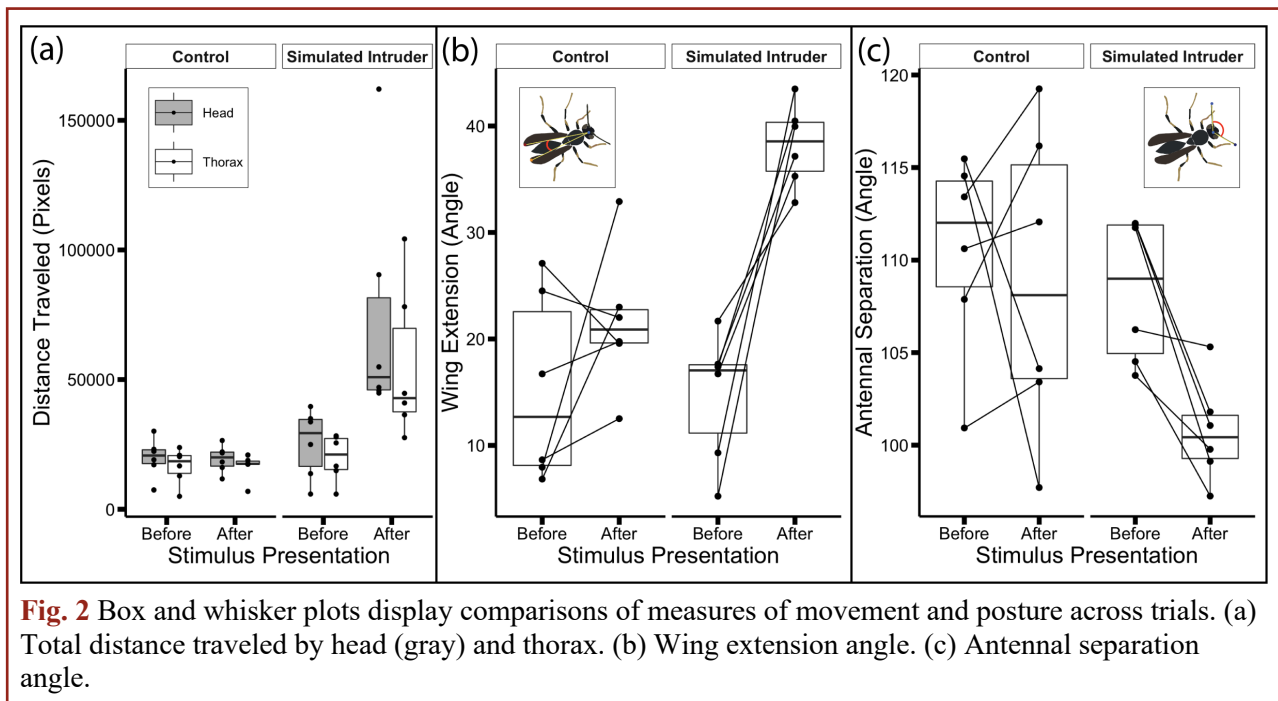 (a)
Control
Simulated Intruder
Head
Thorax
150000
100000
50000
0
Distance Traveled (Pixels)
Before
After
Before
After
Stimulus Presentation
(b)
Control
Simulated Intruder
40
30
20
10
Wing Extension (Angle)
Before
After
Before
After
Stimulus Presentation
(c)
Control
Simulated Intruder
120
115
110
105
100
Antennal Separation (Angle)
Before
After
Before
After
Stimulus Presentation
Fig. 2 Box and whisker plots display comparisons of measures of movement and posture across trials. (a)
Total distance traveled by head (gray) and thorax. (b) Wing extension angle. (c) Antennal separation
angle.